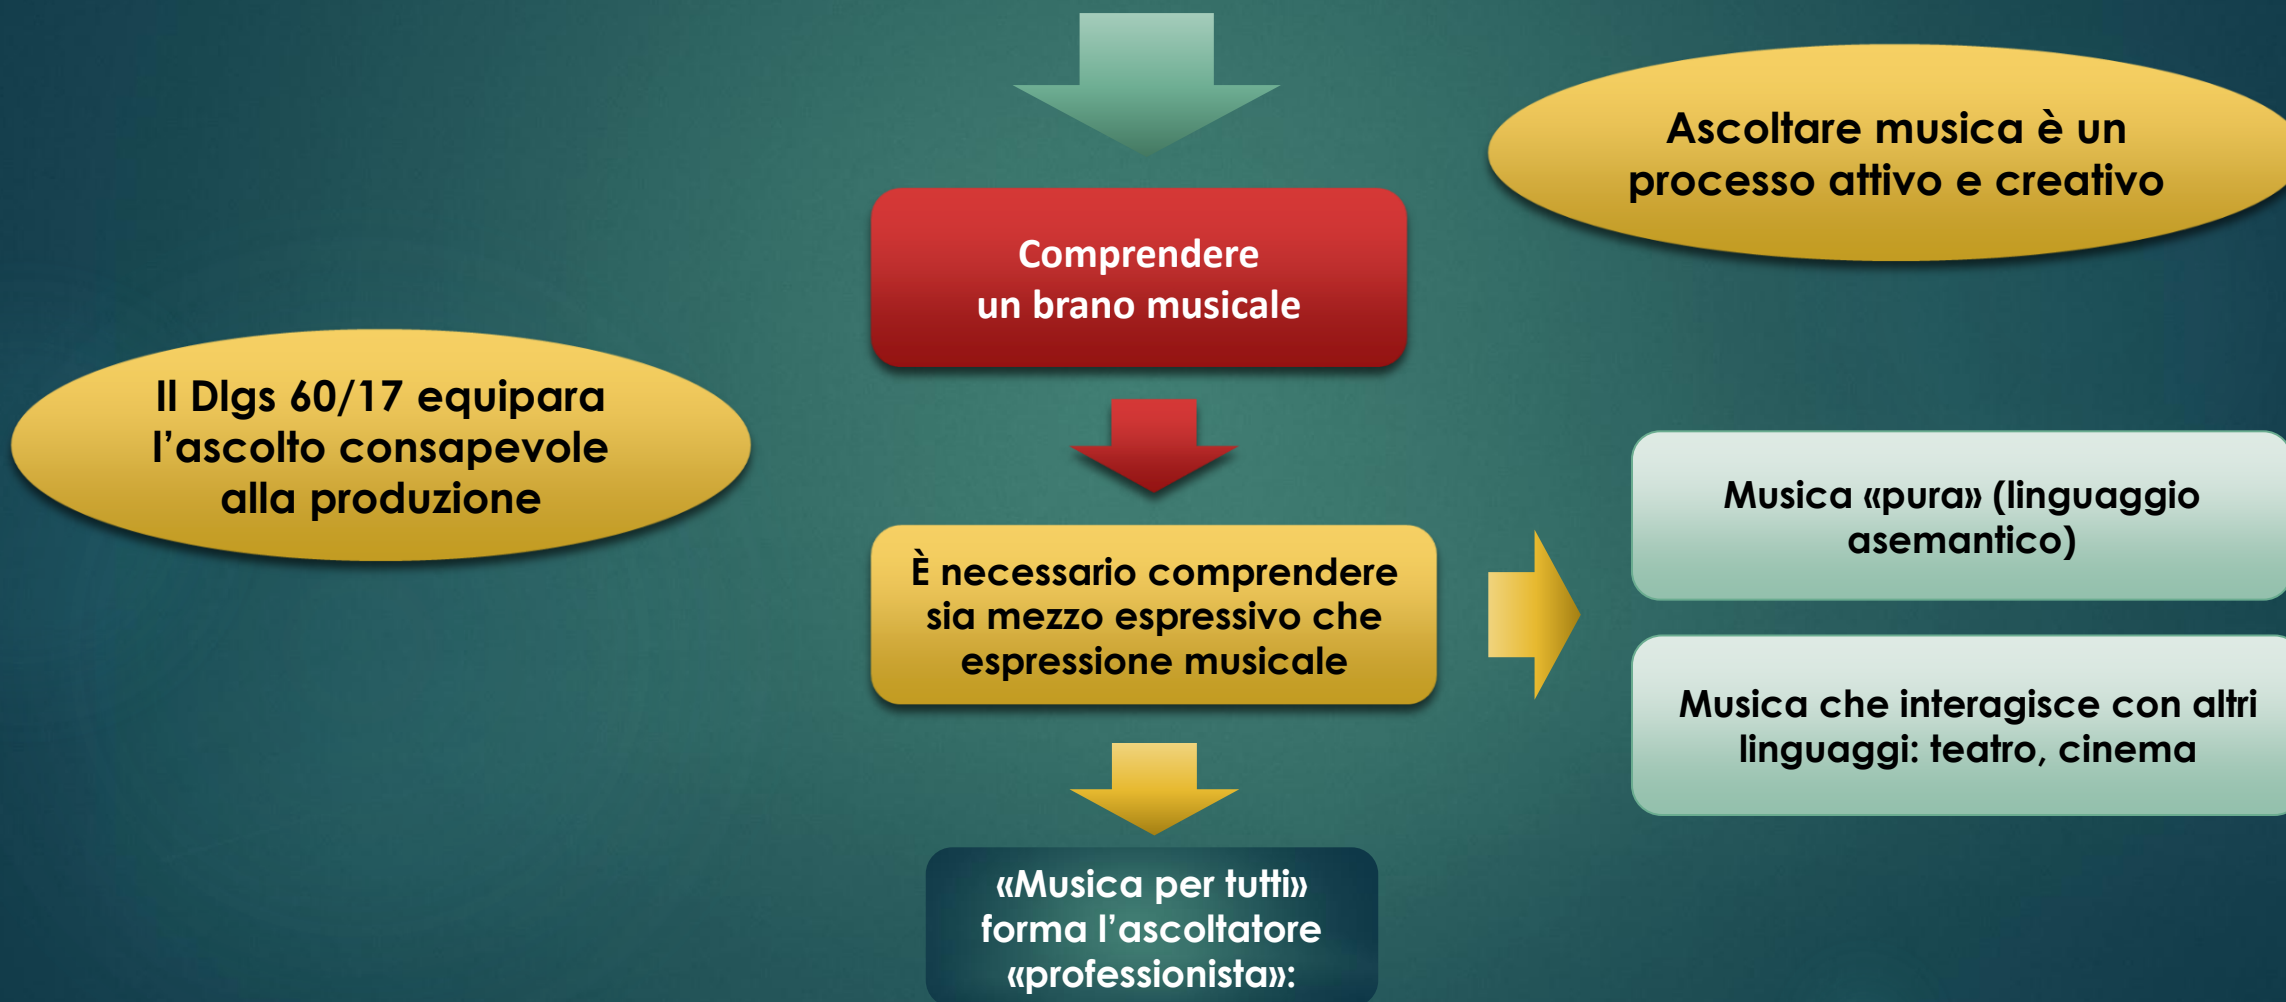 Ascoltare musica è un
processo attivo e creativo
Comprendere
un brano musicale
Il Dlgs 60/17 equipara
l’ascolto consapevole
alla produzione
È necessario comprendere
sia mezzo espressivo che
espressione musicale
Musica «pura» (linguaggio
asemantico)
Musica che interagisce con altri
linguaggi: teatro, cinema
«Musica per tutti»
forma l’ascoltatore
«professionista»: